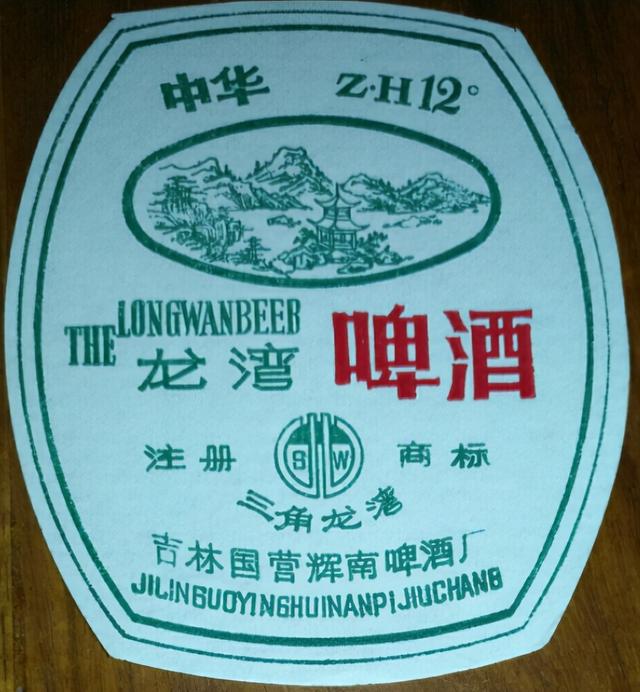 中华 Z·H12°
THE LONGWANBEEB
龙湾 啤酒
注册 SW 商标
三角龙湾
吉林国营辉南啤酒厂
JILINGUOYINGHUINANPIJIUCHANG